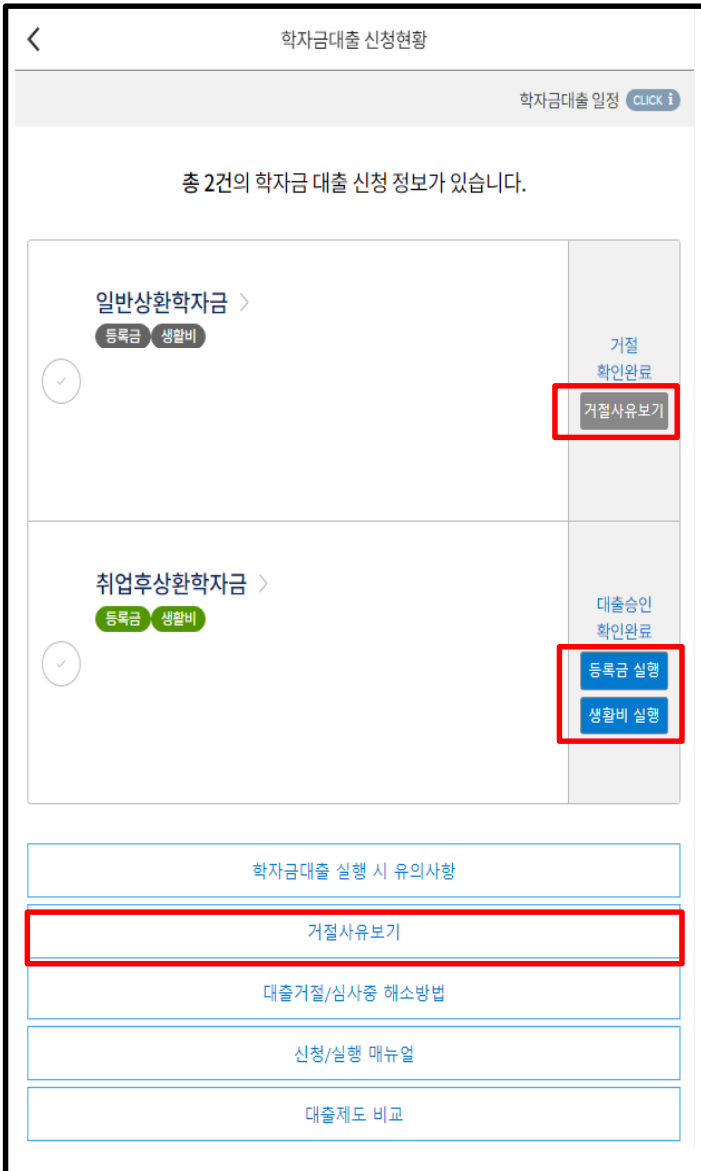 학자금대출 신청현황
학자금대출 일정 CLICK i
총 2건의 학자금 대출 신청 정보가 있습니다.
일반상환학자금
등록금 생활비
거절
확인완료
거절사유보기
취업후상환학자금
등록금 생활비
대출승인
확인완료
등록금 실행
생활비 실행
학자금대출 실행 시 유의사항
거절사유보기
대출거절/심사중 해소방법
신청/실행 매뉴얼
대출제도 비교